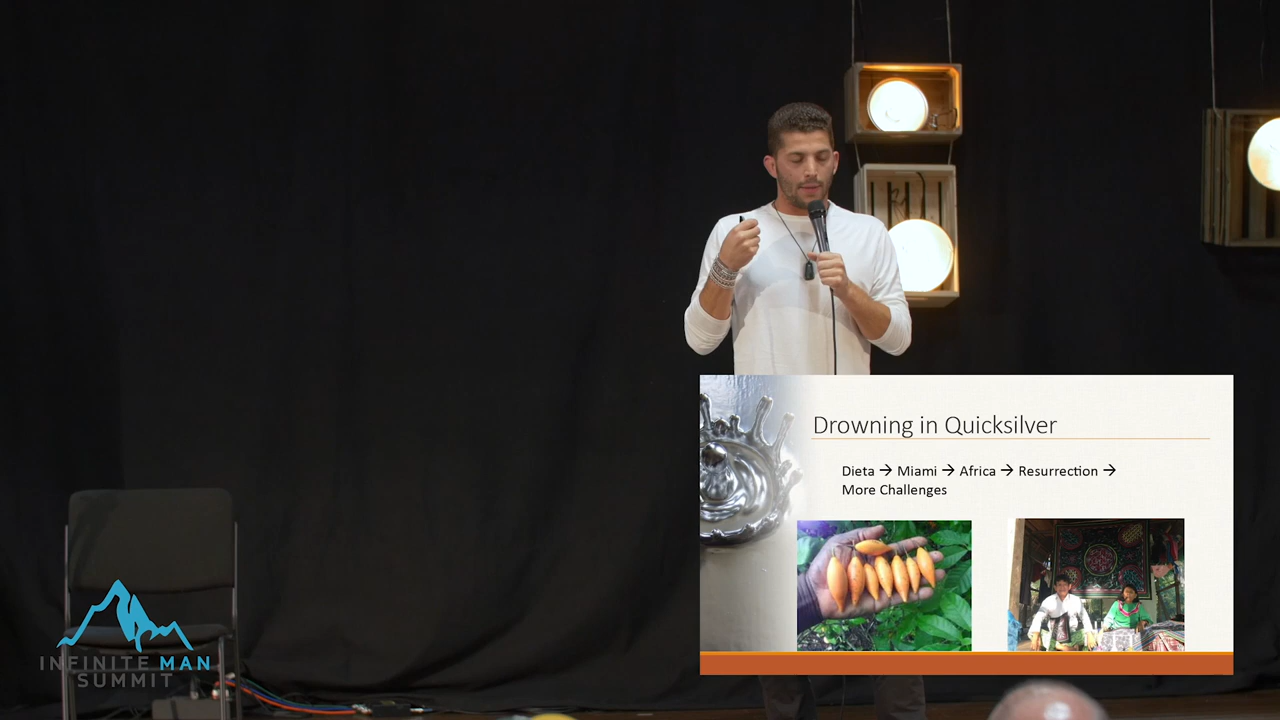 Drowning in Quicksilver
Dieta → Miami → Africa → Resurrection →
More Challenges
INFINITE MAN
SUMMIT